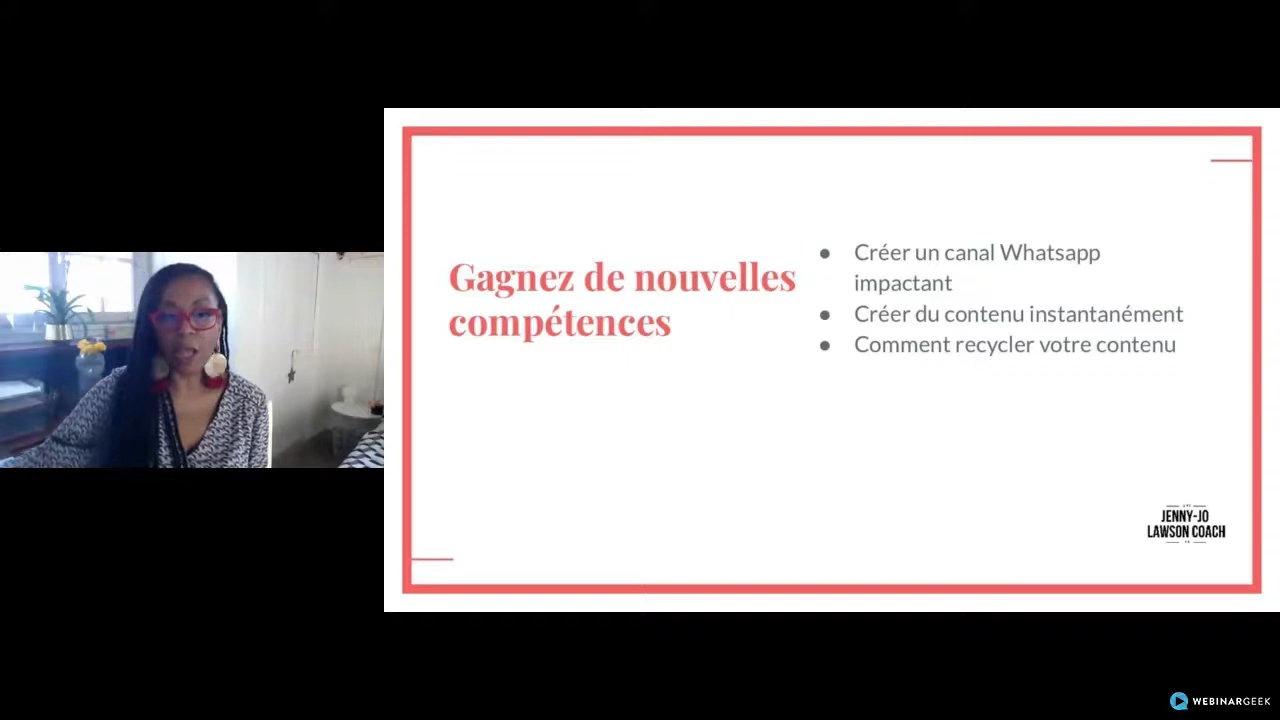 Gagnez de nouvelles
compétences
● Créer un canal Whatsapp
impactant
● Créer du contenu instantanément
● Comment recycler votre contenu
JENNY-JO
LAWSON COACH
WEBINARGEEK